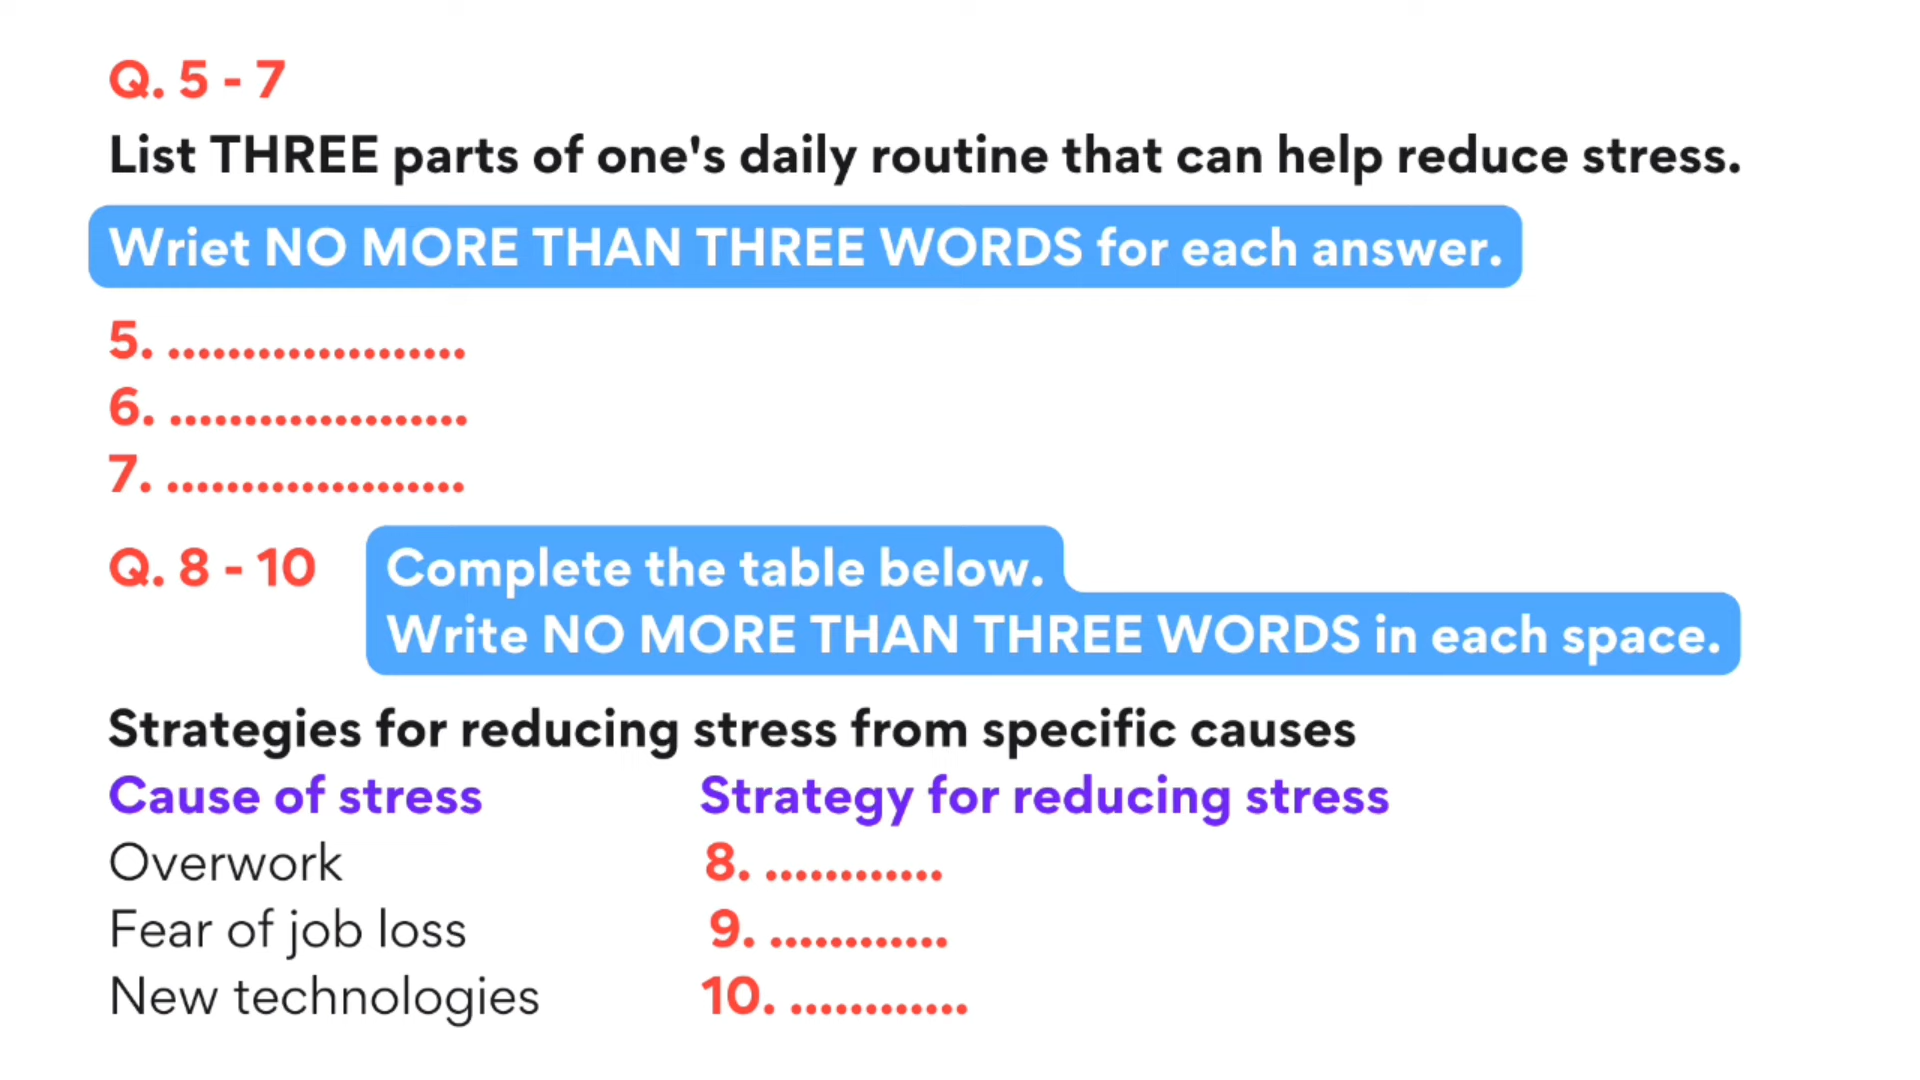 Q. 5 - 7
List THREE parts of one's daily routine that can help reduce stress.
Wriet NO MORE THAN THREE WORDS for each answer.
5. ....................
6. ....................
7. ....................
Q. 8 - 10 Complete the table below.
Write NO MORE THAN THREE WORDS in each space.
Strategies for reducing stress from specific causes
Cause of stress Strategy for reducing stress
Overwork 8. ............
Fear of job loss 9. ............
New technologies 10. ............